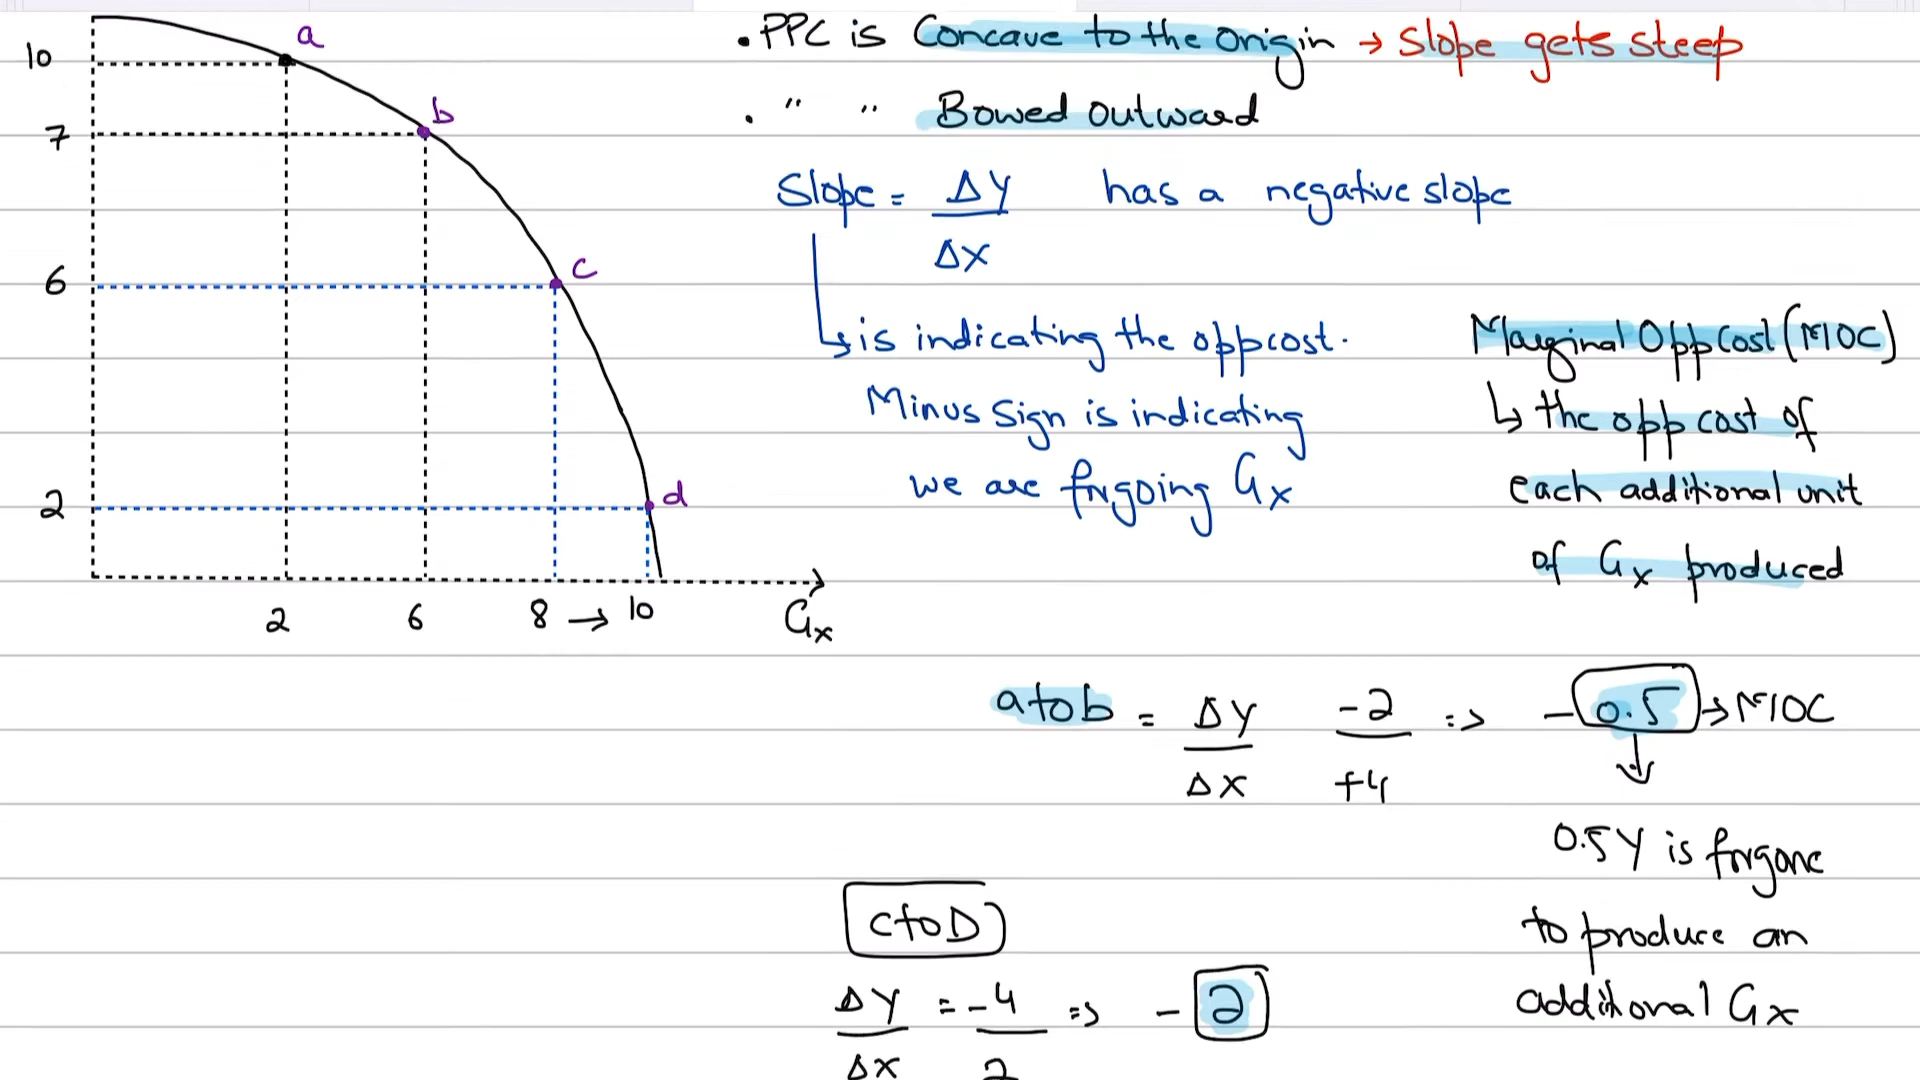 10
a
b
7
6
c
2
d
2 6 8 → 10 Gx
• PPC is Concave to the Origin → Slope gets steep
• " " Bowed Outward
Slope = ΔY has a negative slope
ΔX
↳ is indicating the opp cost.
Minus Sign is indicating
we are forgoing Gx
Marginal Opp Cost (MOC)
↳ the opp cost of
each additional unit
of Gx produced
a to b = ΔY -2 => - 0.5 → MOC
ΔX +4
↓
0.5Y is forgone
to produce an
additional Gx
C to D
ΔY = -4 => - 2
ΔX 2